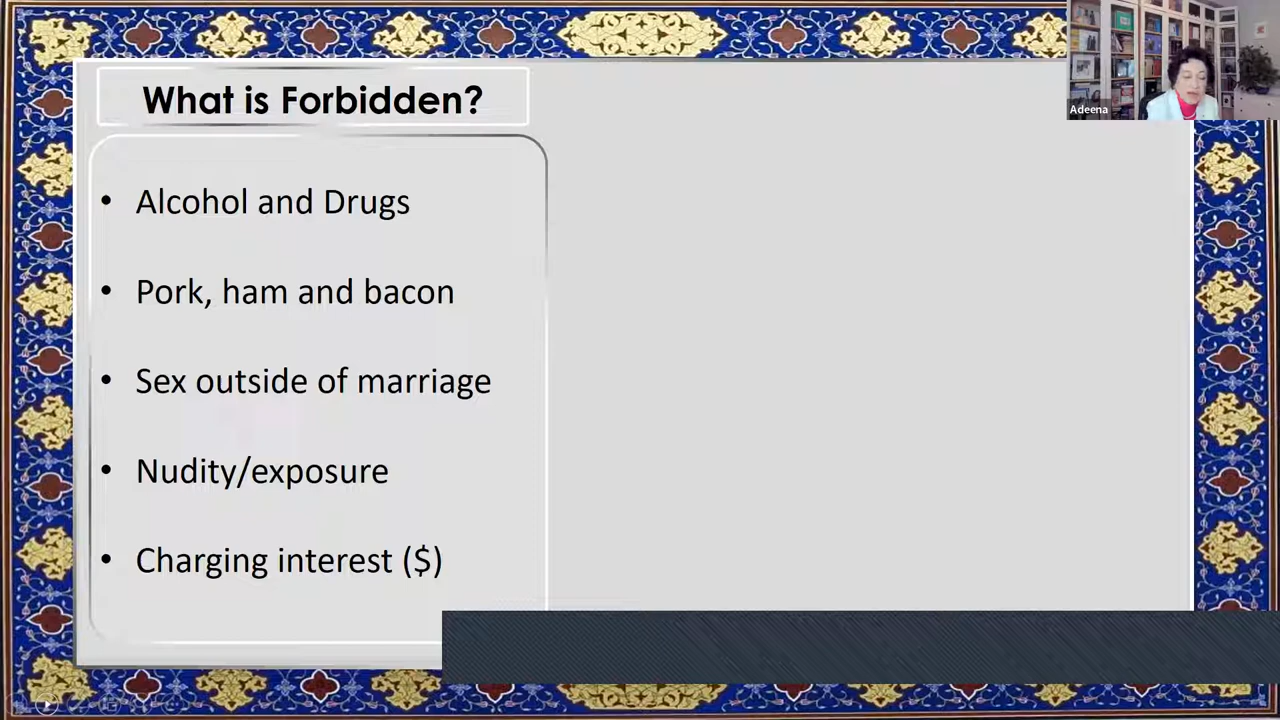 What is Forbidden?
Adeena
• Alcohol and Drugs
• Pork, ham and bacon
• Sex outside of marriage
• Nudity/exposure
• Charging interest ($)